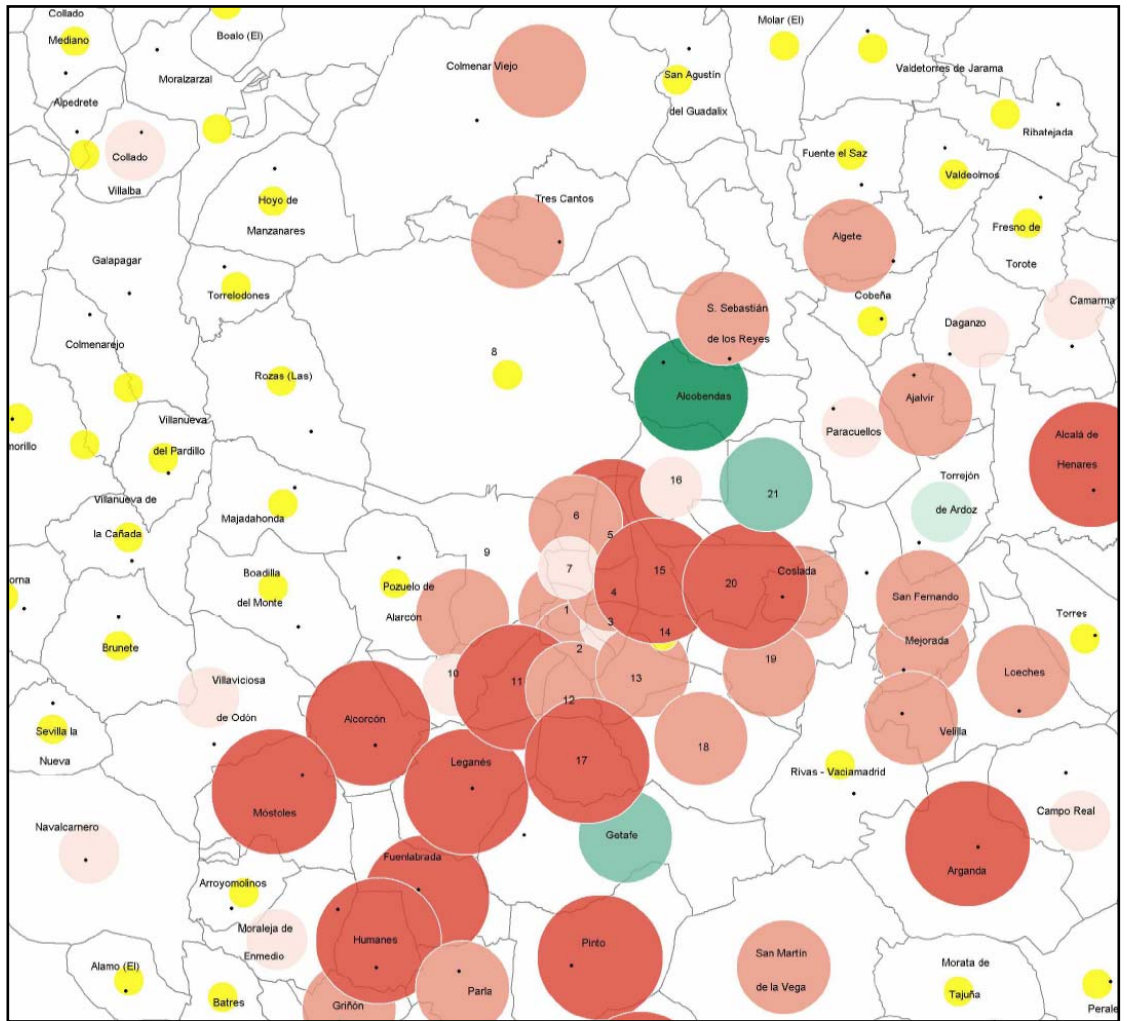 Collado
Mediano
Boalo (El)
Moralzarzal
Alpedrete
Collado
Villalba
Colmenar Viejo
Molar (El)
San Agustín
del Guadalix
Valdetorres de Jarama
Ribatejada
Fuente el Saz
Valdeolmos
Hoyo de
Manzanares
Tres Cantos
Algete
Fresno de
Torote
Galapagar
Torrelodones
Cobeña
Camarma
Daganzo
S. Sebastián
de los Reyes
Colmenarejo
8
Rozas (Las)
Alcobendas
Ajalvir
Paracuellos
Alcalá de
Henares
morillo
Villanueva
del Pardillo
Torrejón
de Ardoz
Villanueva de
la Cañada
Majadahonda
16
21
6
5
9
7
15
20
Coslada
orna
Boadilla
del Monte
Pozuelo de
Alarcón
4
1
3
14
2
San Fernando
Torres
Brunete
Mejorada
19
Loeches
Villaviciosa
de Odón
10
11
12
13
Sevilla la
Nueva
Alcorcón
18
Velilla
Leganés
17
Rivas - Vaciamadrid
Móstoles
Navalcarnero
Getafe
Campo Real
Fuenlabrada
Arganda
Arroyomolinos
Moraleja de
Enmedio
Humanes
Pinto
San Martín
de la Vega
Alamo (El)
Batres
Griñón
Parla
Morata de
Tajuña
Perale